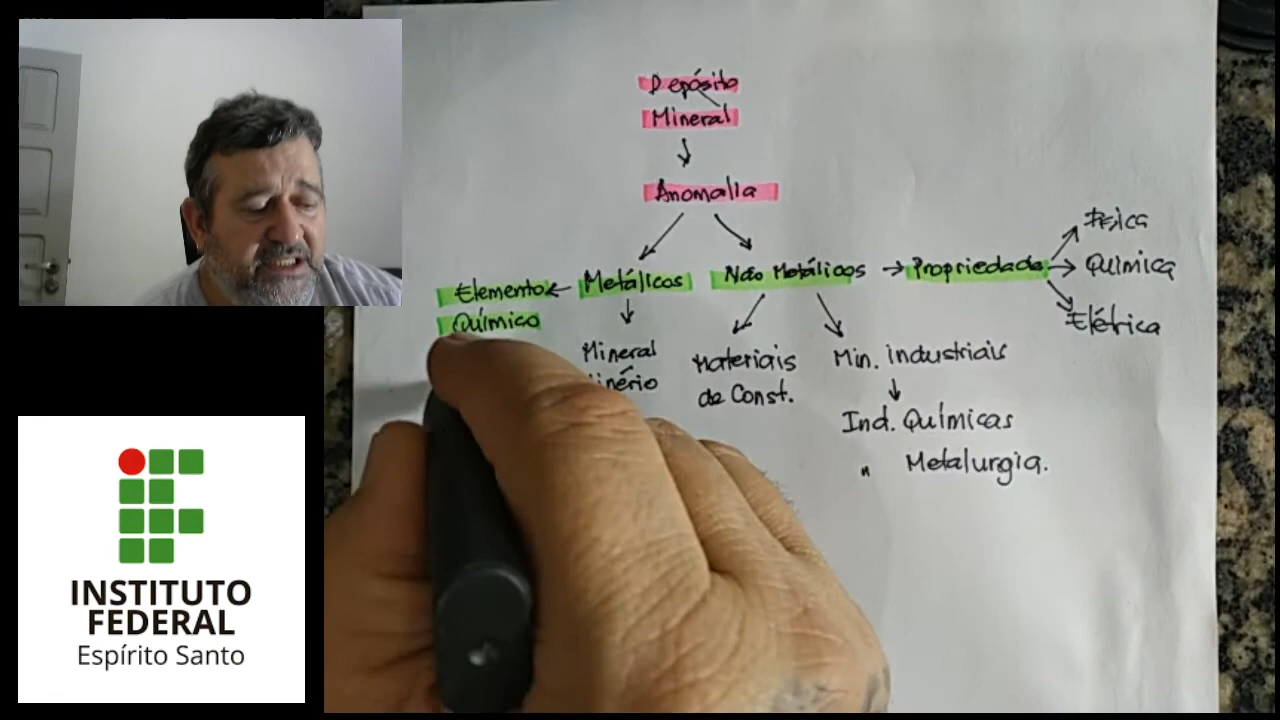 Depósito
Mineral
Anomalia
Elemento
Químico
Metálicos
Não Metálicos
Propriedade
Física
Química
Elétrica
Mineral
Minério
Materiais
de Const.
Min. industriais
Ind. Químicas
" Metalurgia.
INSTITUTO
FEDERAL
Espírito Santo